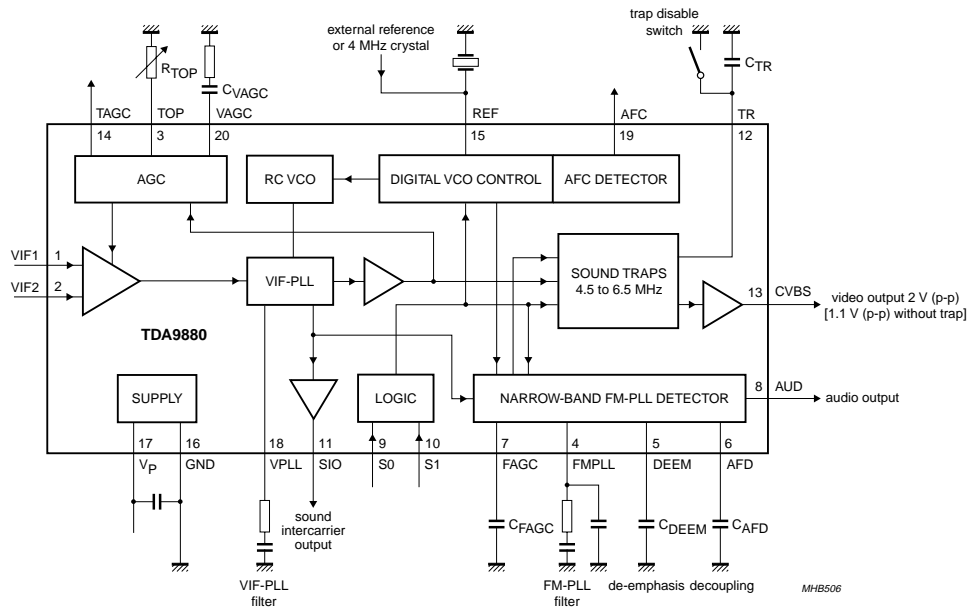 trap disable
switch
external reference
or 4 MHz crystal
RTOP
CVAGC
CTR
TAGC TOP VAGC REF AFC TR
14 3 20 15 19 12
AGC RC VCO DIGITAL VCO CONTROL AFC DETECTOR
VIF1 1
VIF2 2
VIF-PLL
SOUND TRAPS
4.5 to 6.5 MHz
13 CVBS
video output 2 V (p-p)
[1.1 V (p-p) without trap]
TDA9880
SUPPLY LOGIC NARROW-BAND FM-PLL DETECTOR
8 AUD
audio output
17 16 18 11 9 10 7 4 5 6
VP GND VPLL SIO S0 S1 FAGC FMPLL DEEM AFD
sound
intercarrier
output
CFAGC CDEEM CAFD
VIF-PLL
filter
FM-PLL
filter
de-emphasis decoupling
MHB506